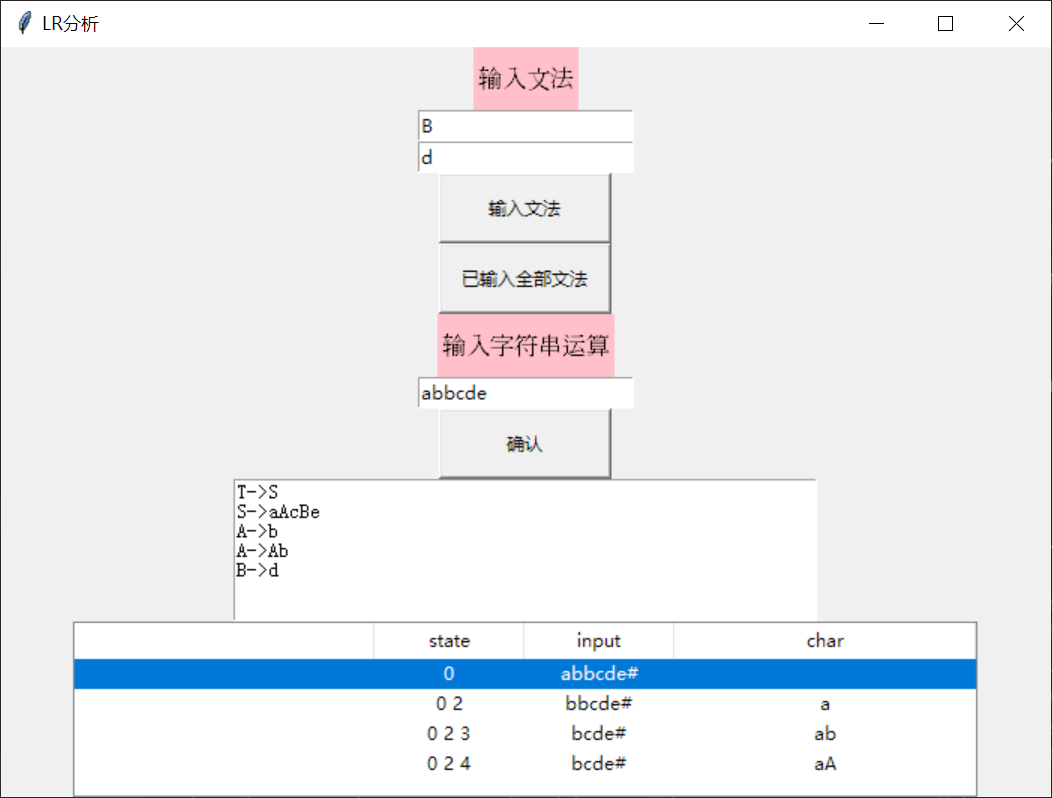 LR分析
输入文法
B
d
输入文法
已输入全部文法
输入字符串运算
abbcde
确认
T->S
S->aAcBe
A->b
A->Ab
B->d
state input char
0 abbcde#
0 2 bbcde# a
0 2 3 bcde# ab
0 2 4 bcde# aA